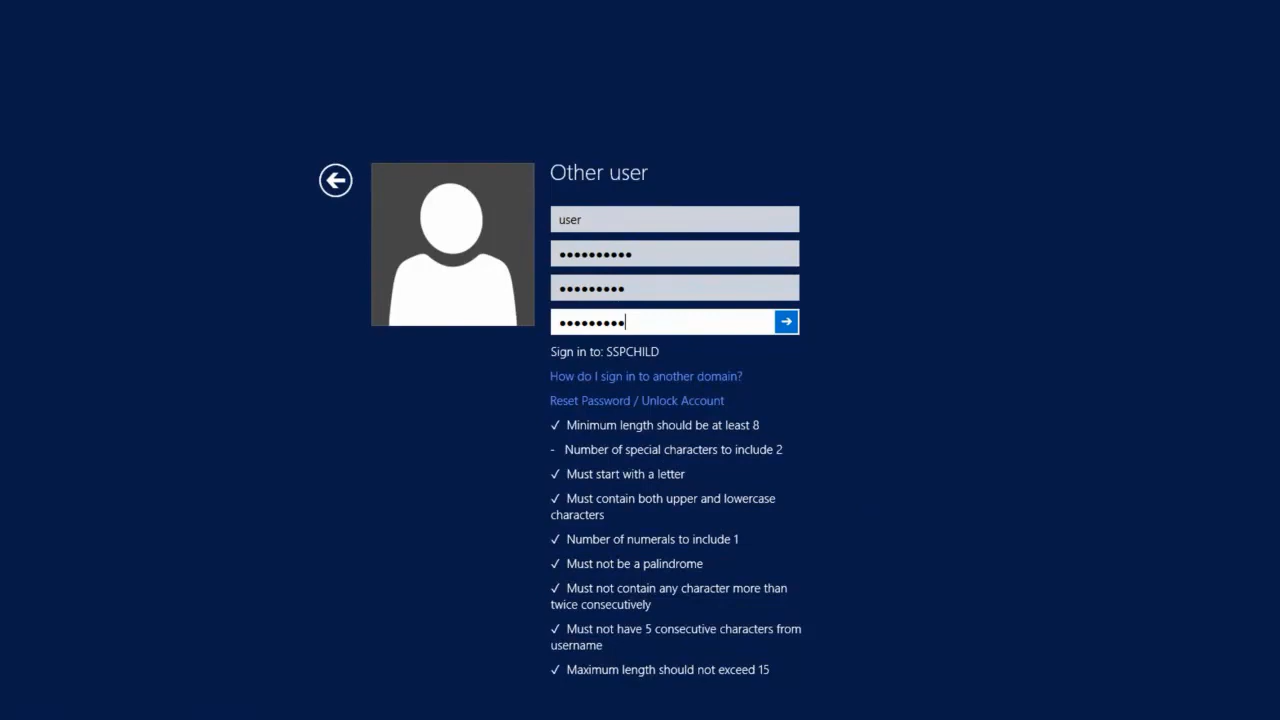 Other user
user
●●●●●●●●●●
●●●●●●●●●
●●●●●●●●●
Sign in to: SSPCHILD
How do I sign in to another domain?
Reset Password / Unlock Account
✓ Minimum length should be at least 8
- Number of special characters to include 2
✓ Must start with a letter
✓ Must contain both upper and lowercase
characters
✓ Number of numerals to include 1
✓ Must not be a palindrome
✓ Must not contain any character more than
twice consecutively
✓ Must not have 5 consecutive characters from
username
✓ Maximum length should not exceed 15